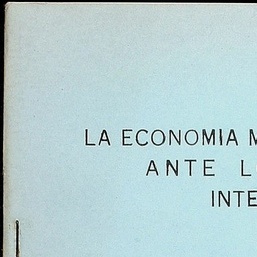 LA ECONOMIA M
ANTE L
INTE